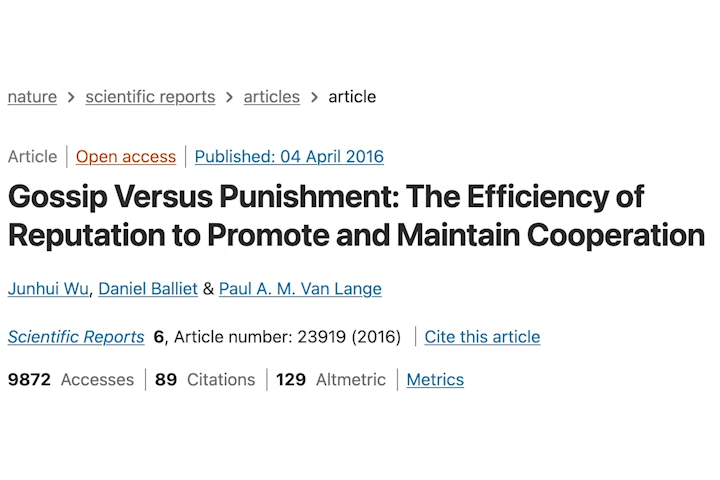 nature > scientific reports > articles > article
Article | Open access | Published: 04 April 2016
Gossip Versus Punishment: The Efficiency of
Reputation to Promote and Maintain Cooperation
Junhui Wu, Daniel Balliet & Paul A. M. Van Lange
Scientific Reports 6, Article number: 23919 (2016) | Cite this article
9872 Accesses | 89 Citations | 129 Altmetric | Metrics